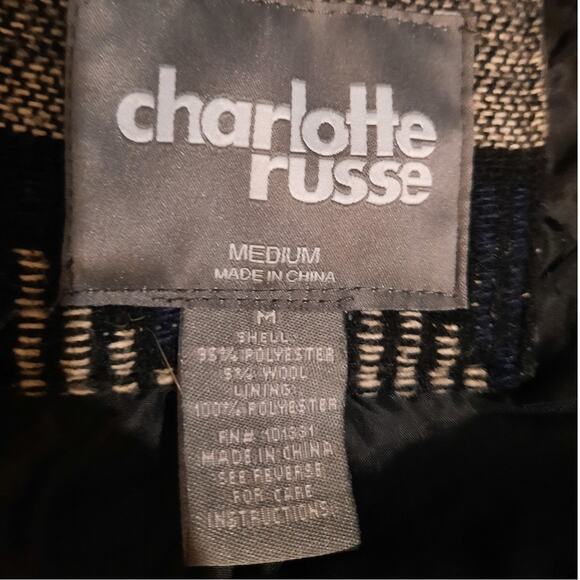 charlotte
russe
MEDIUM
MADE IN CHINA
M
SHELL:
95% POLYESTER
5% WOOL
LINING:
100% POLYESTER
RN# 101551
MADE IN CHINA
SEE REVERSE
FOR CARE
INSTRUCTIONS.